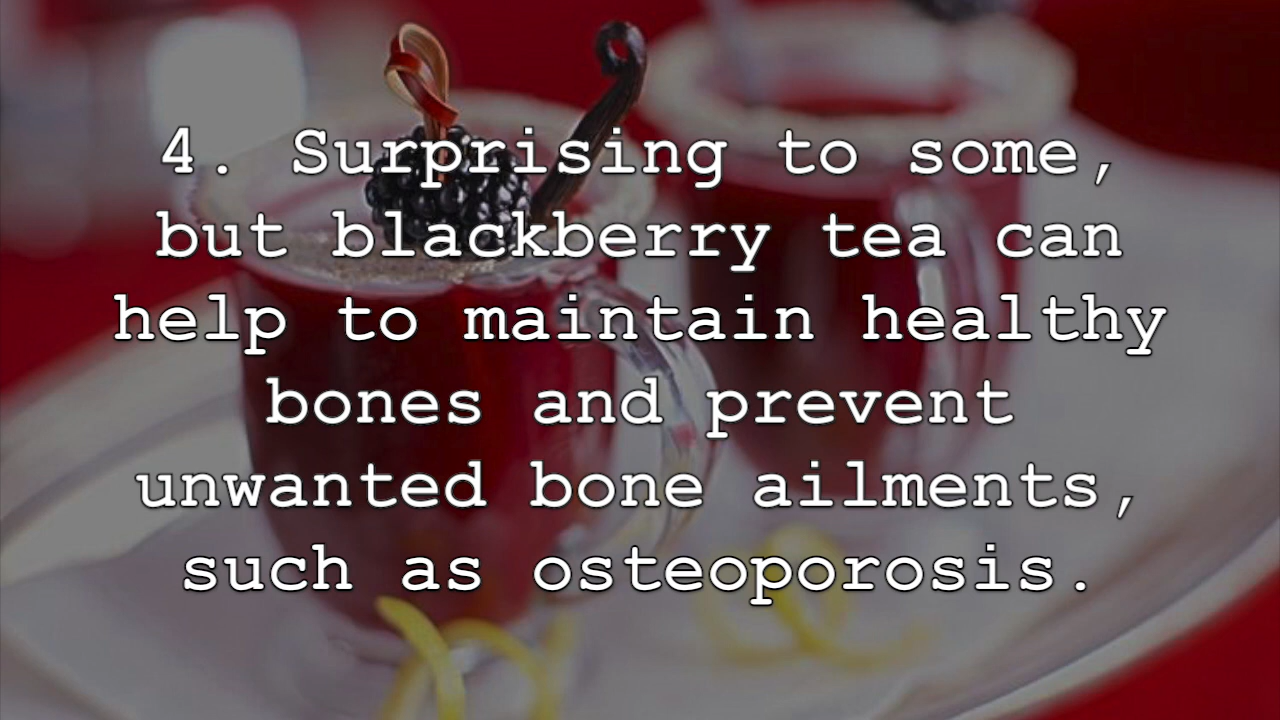 4. Surprising to some,
but blackberry tea can
help to maintain healthy
bones and prevent
unwanted bone ailments,
such as osteoporosis.